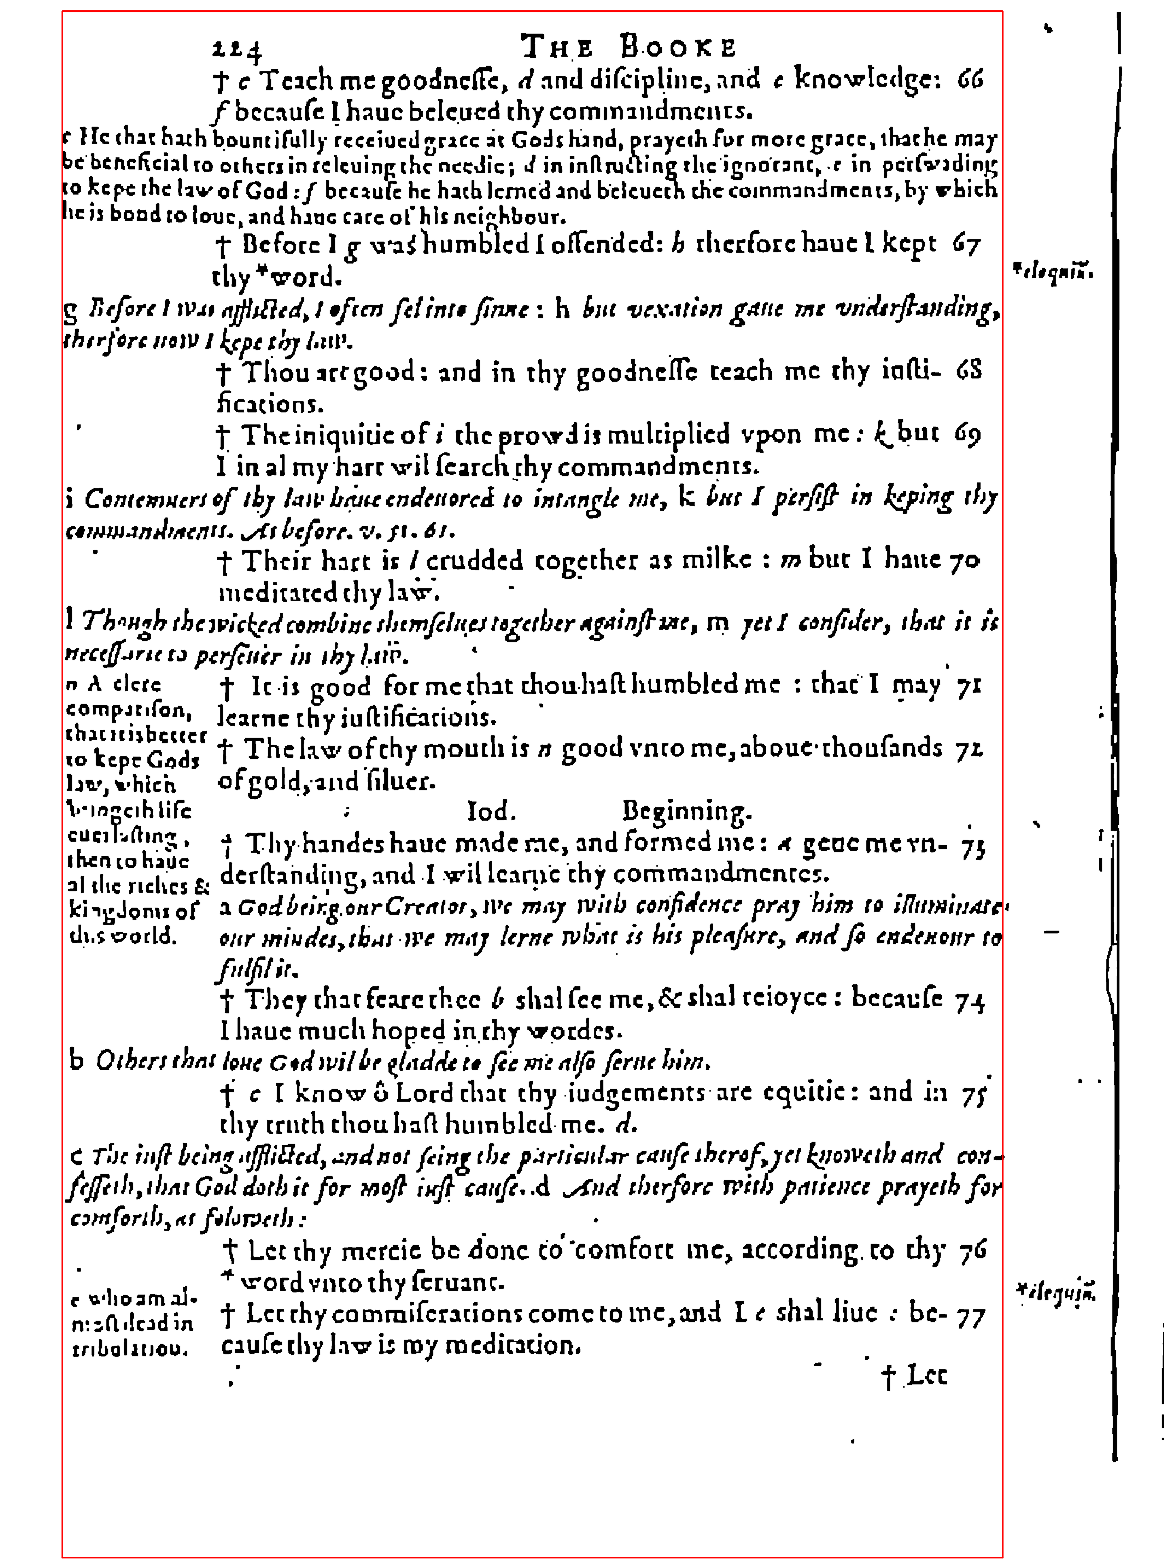 224 THE BOOKE
† c Teach me goodneſſe, d and diſcipline, and e knowledge: 66
f becauſe I haue beleued thy commandments.
c He that hath bountifully receiued grace at Gods hand, prayeth for more grace, that he may
be beneficial to others in releuing the needie; d in inſtructing the ignorant, e in perſwading
to kepe the law of God: f becauſe he hath lerned and beleueth the commandments, by which
he is bond to loue, and haue care of his neighbour.
† Before I g was humbled I offended: h therfore haue I kept 67
thy *word.
*eloquiū.
g Before I was afflicted, I often fel into ſinne: h but vexation gaue me vnderſtanding,
therfore now I kepe thy law.
† Thou art good: and in thy goodneſſe teach me thy iuſti- 68
fications.
† The iniquitie of i the prowd is multiplied vpon me: k but 69
I in al my hart wil ſearch thy commandments.
i Contemners of thy law haue endeuored to intangle me, k but I perſiſt in keping thy
commandments. As before. v. 51. 61.
† Their hart is l crudded together as milke: m but I haue 70
meditated thy law.
l Though the wicked combine themſelues together againſt me, m yet I conſider, that it is
neceſſarie to perſeuer in thy law.
† It is good for me that thou haſt humbled me: that I may 71
learne thy iuſtifications.
† The law of thy mouth is n good vnto me, aboue thouſands 72
of gold, and ſiluer.
n A clere
compariſon,
that it is better
to kepe Gods
law, which
bringeth life
euerlaſting,
then to haue
al the riches &
kingdoms of
this world.
Iod. Beginning.
† Thy handes haue made me, and formed me: a geue me vn- 73
derſtanding, and I wil learne thy commandmentes.
a God being our Creator, we may with confidence pray him to illuminate
our mindes, that we may lerne what is his pleaſure, and ſo endeuour to
fulfil it.
† They that feare thee b shal ſee me, & shal reioyce: becauſe 74
I haue much hoped in thy wordes.
b Others that loue God wil be gladde to ſee me alſo ſerue him.
† c I know ô Lord that thy iudgements are equitie: and in 75
thy truth thou haſt humbled me. d.
c The iuſt being afflicted, and not ſeing the particular cauſe therof, yet knoweth and con-
feſſeth, that God doth it for moſt iuſt cauſe. d And therfore with patience prayeth for
comforth, as foloweth:
† Let thy mercie be done to comfort me, according to thy 76
*word vnto thy ſeruant.
*eloquiū.
† Let thy commiſerations come to me, and I e shal liue: be- 77
cauſe thy law is my meditation.
e who am al-
moſt dead in
tribulation.
† Let